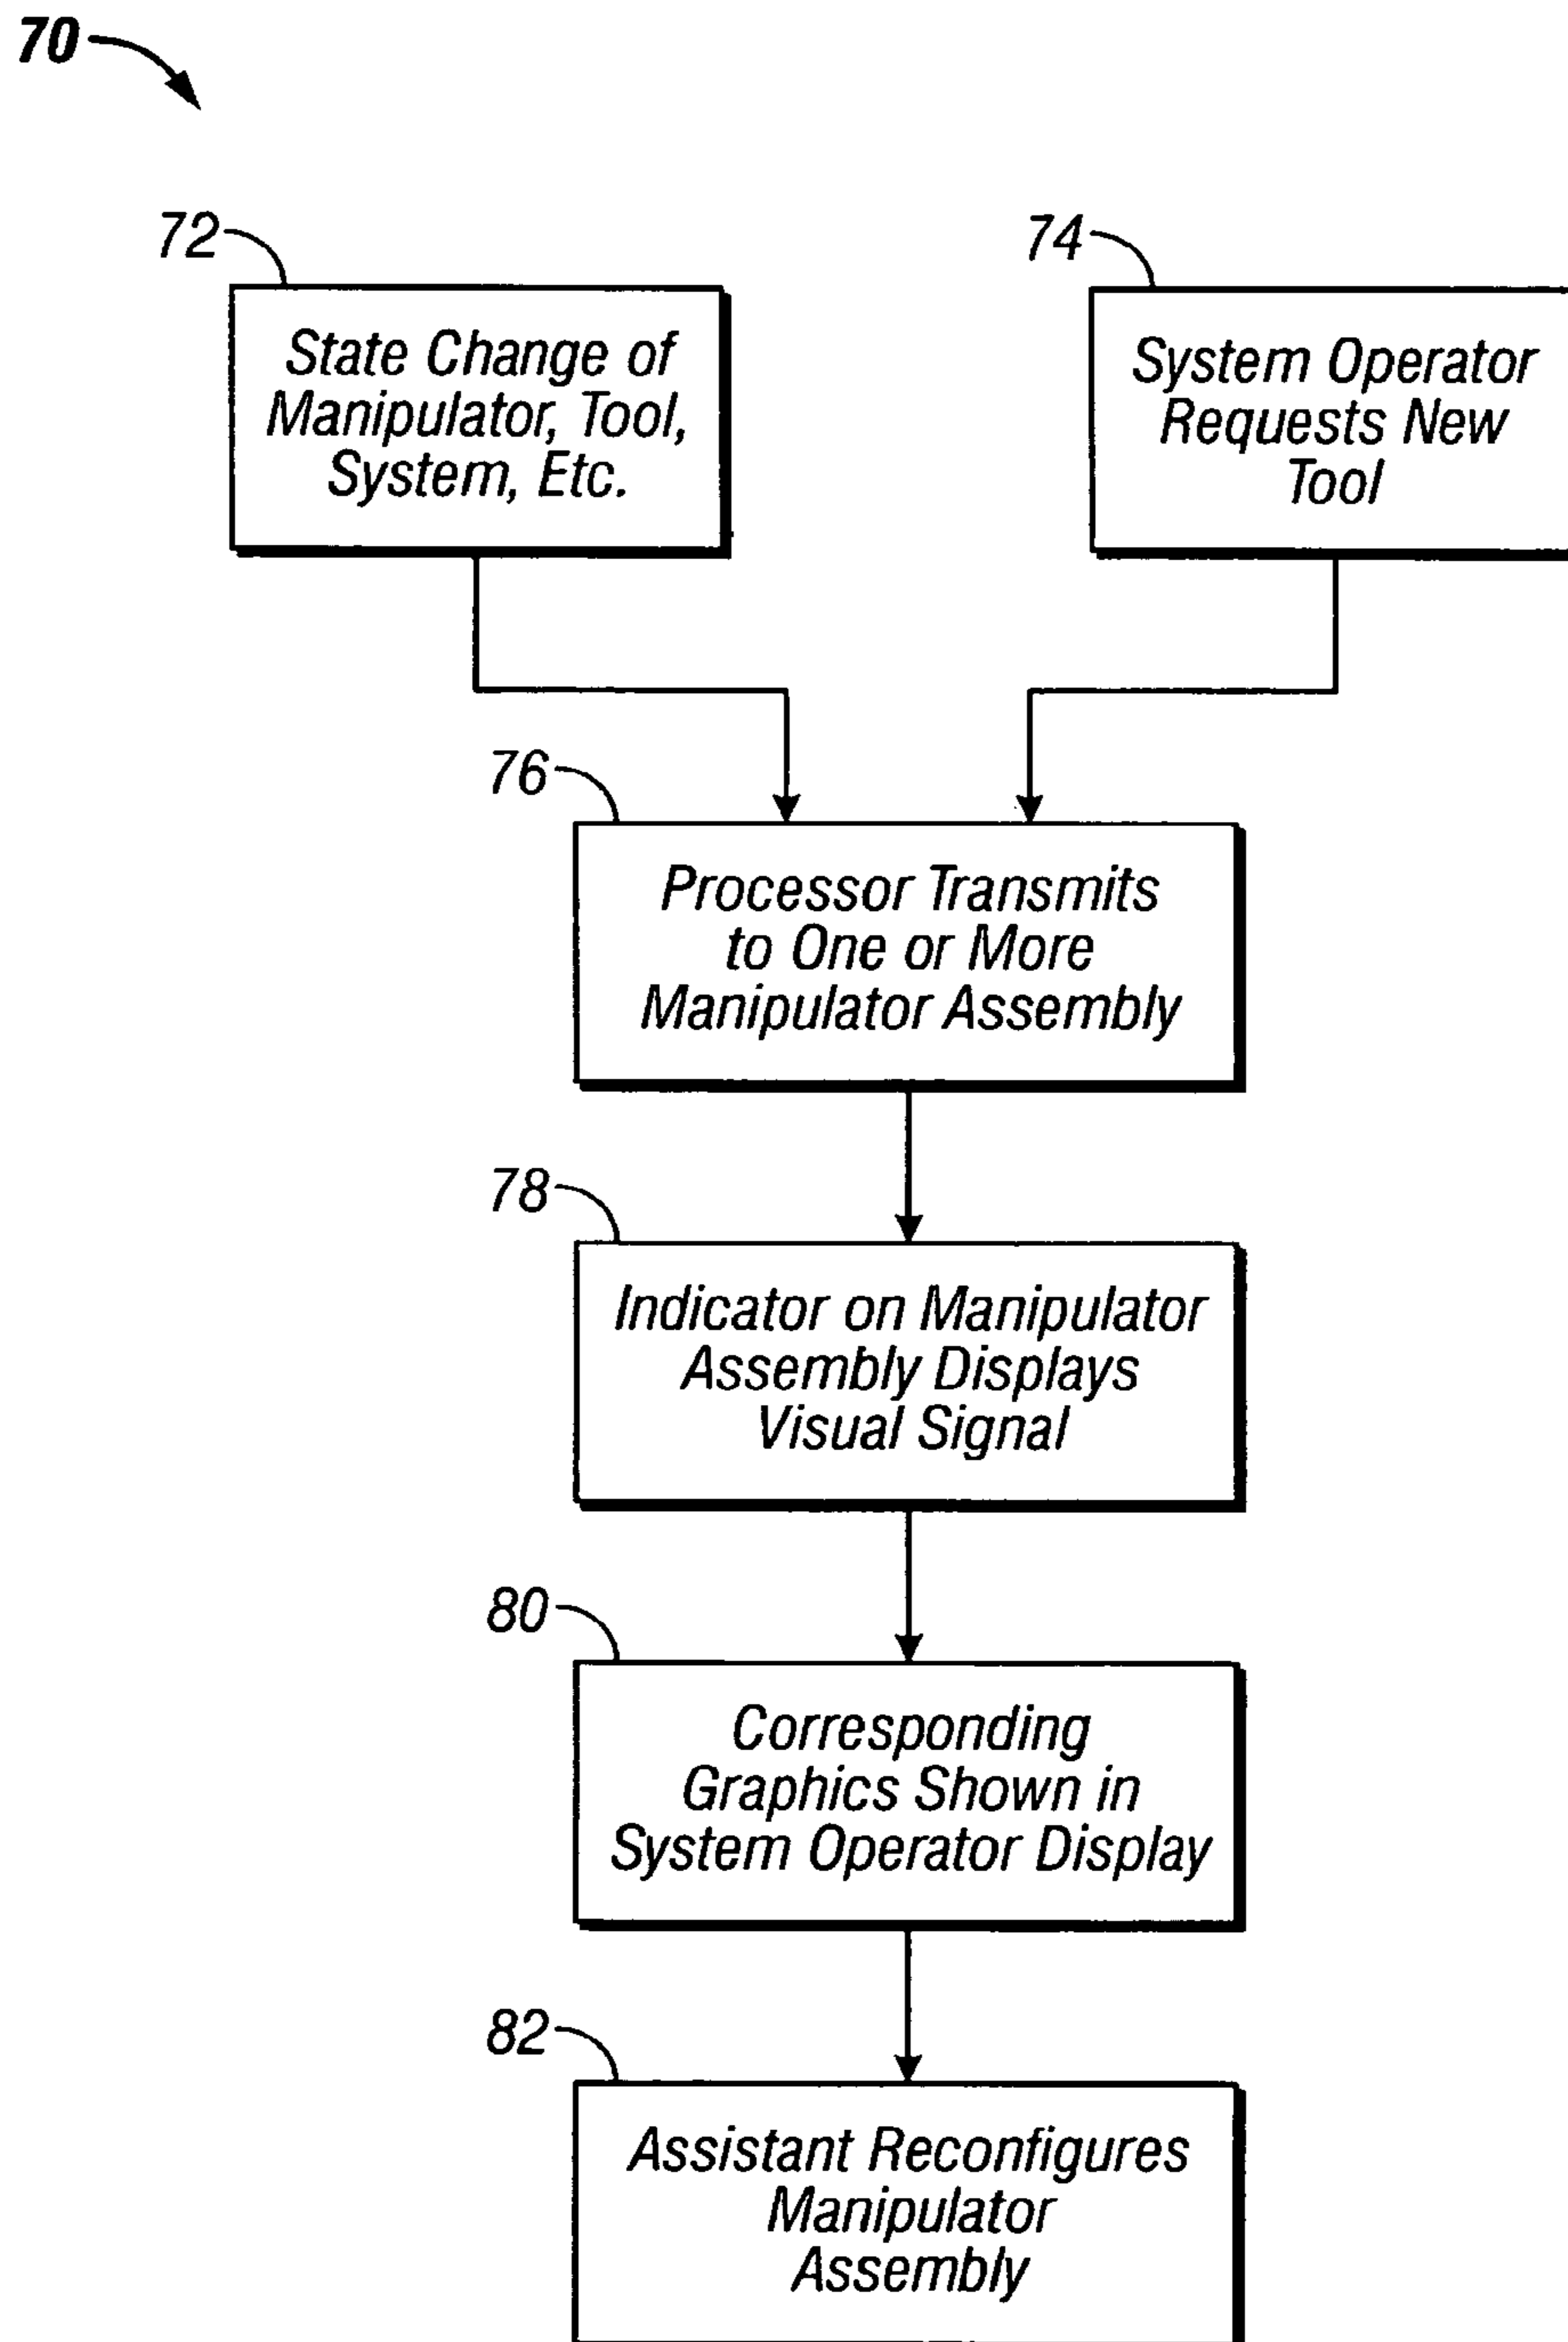 70
72
State Change of
Manipulator, Tool,
System, Etc.
74
System Operator
Requests New
Tool
76
Processor Transmits
to One or More
Manipulator Assembly
78
Indicator on Manipulator
Assembly Displays
Visual Signal
80
Corresponding
Graphics Shown in
System Operator Display
82
Assistant Reconfigures
Manipulator
Assembly